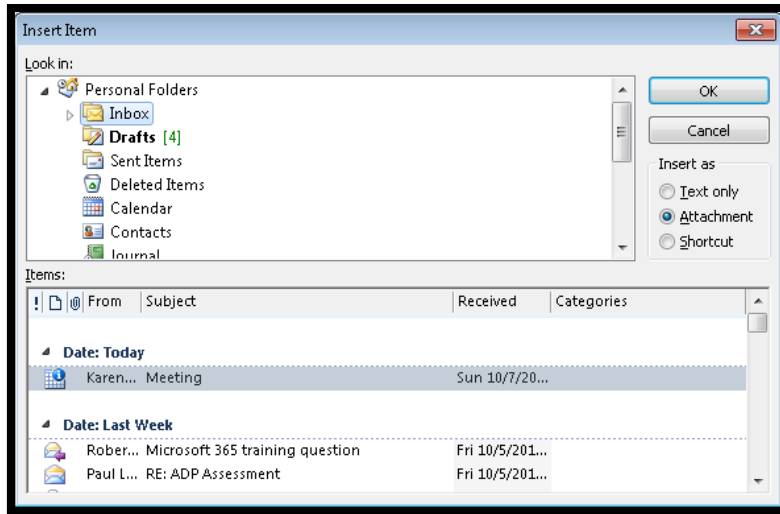 Insert Item
Look in:
Personal Folders
Inbox
Drafts [4]
Sent Items
Deleted Items
Calendar
Contacts
Journal
OK
Cancel
Insert as
Text only
Attachment
Shortcut
Items:
! From Subject Received Categories
Date: Today
Karen... Meeting Sun 10/7/20...
Date: Last Week
Rober... Microsoft 365 training question Fri 10/5/201...
Paul L... RE: ADP Assessment Fri 10/5/201...